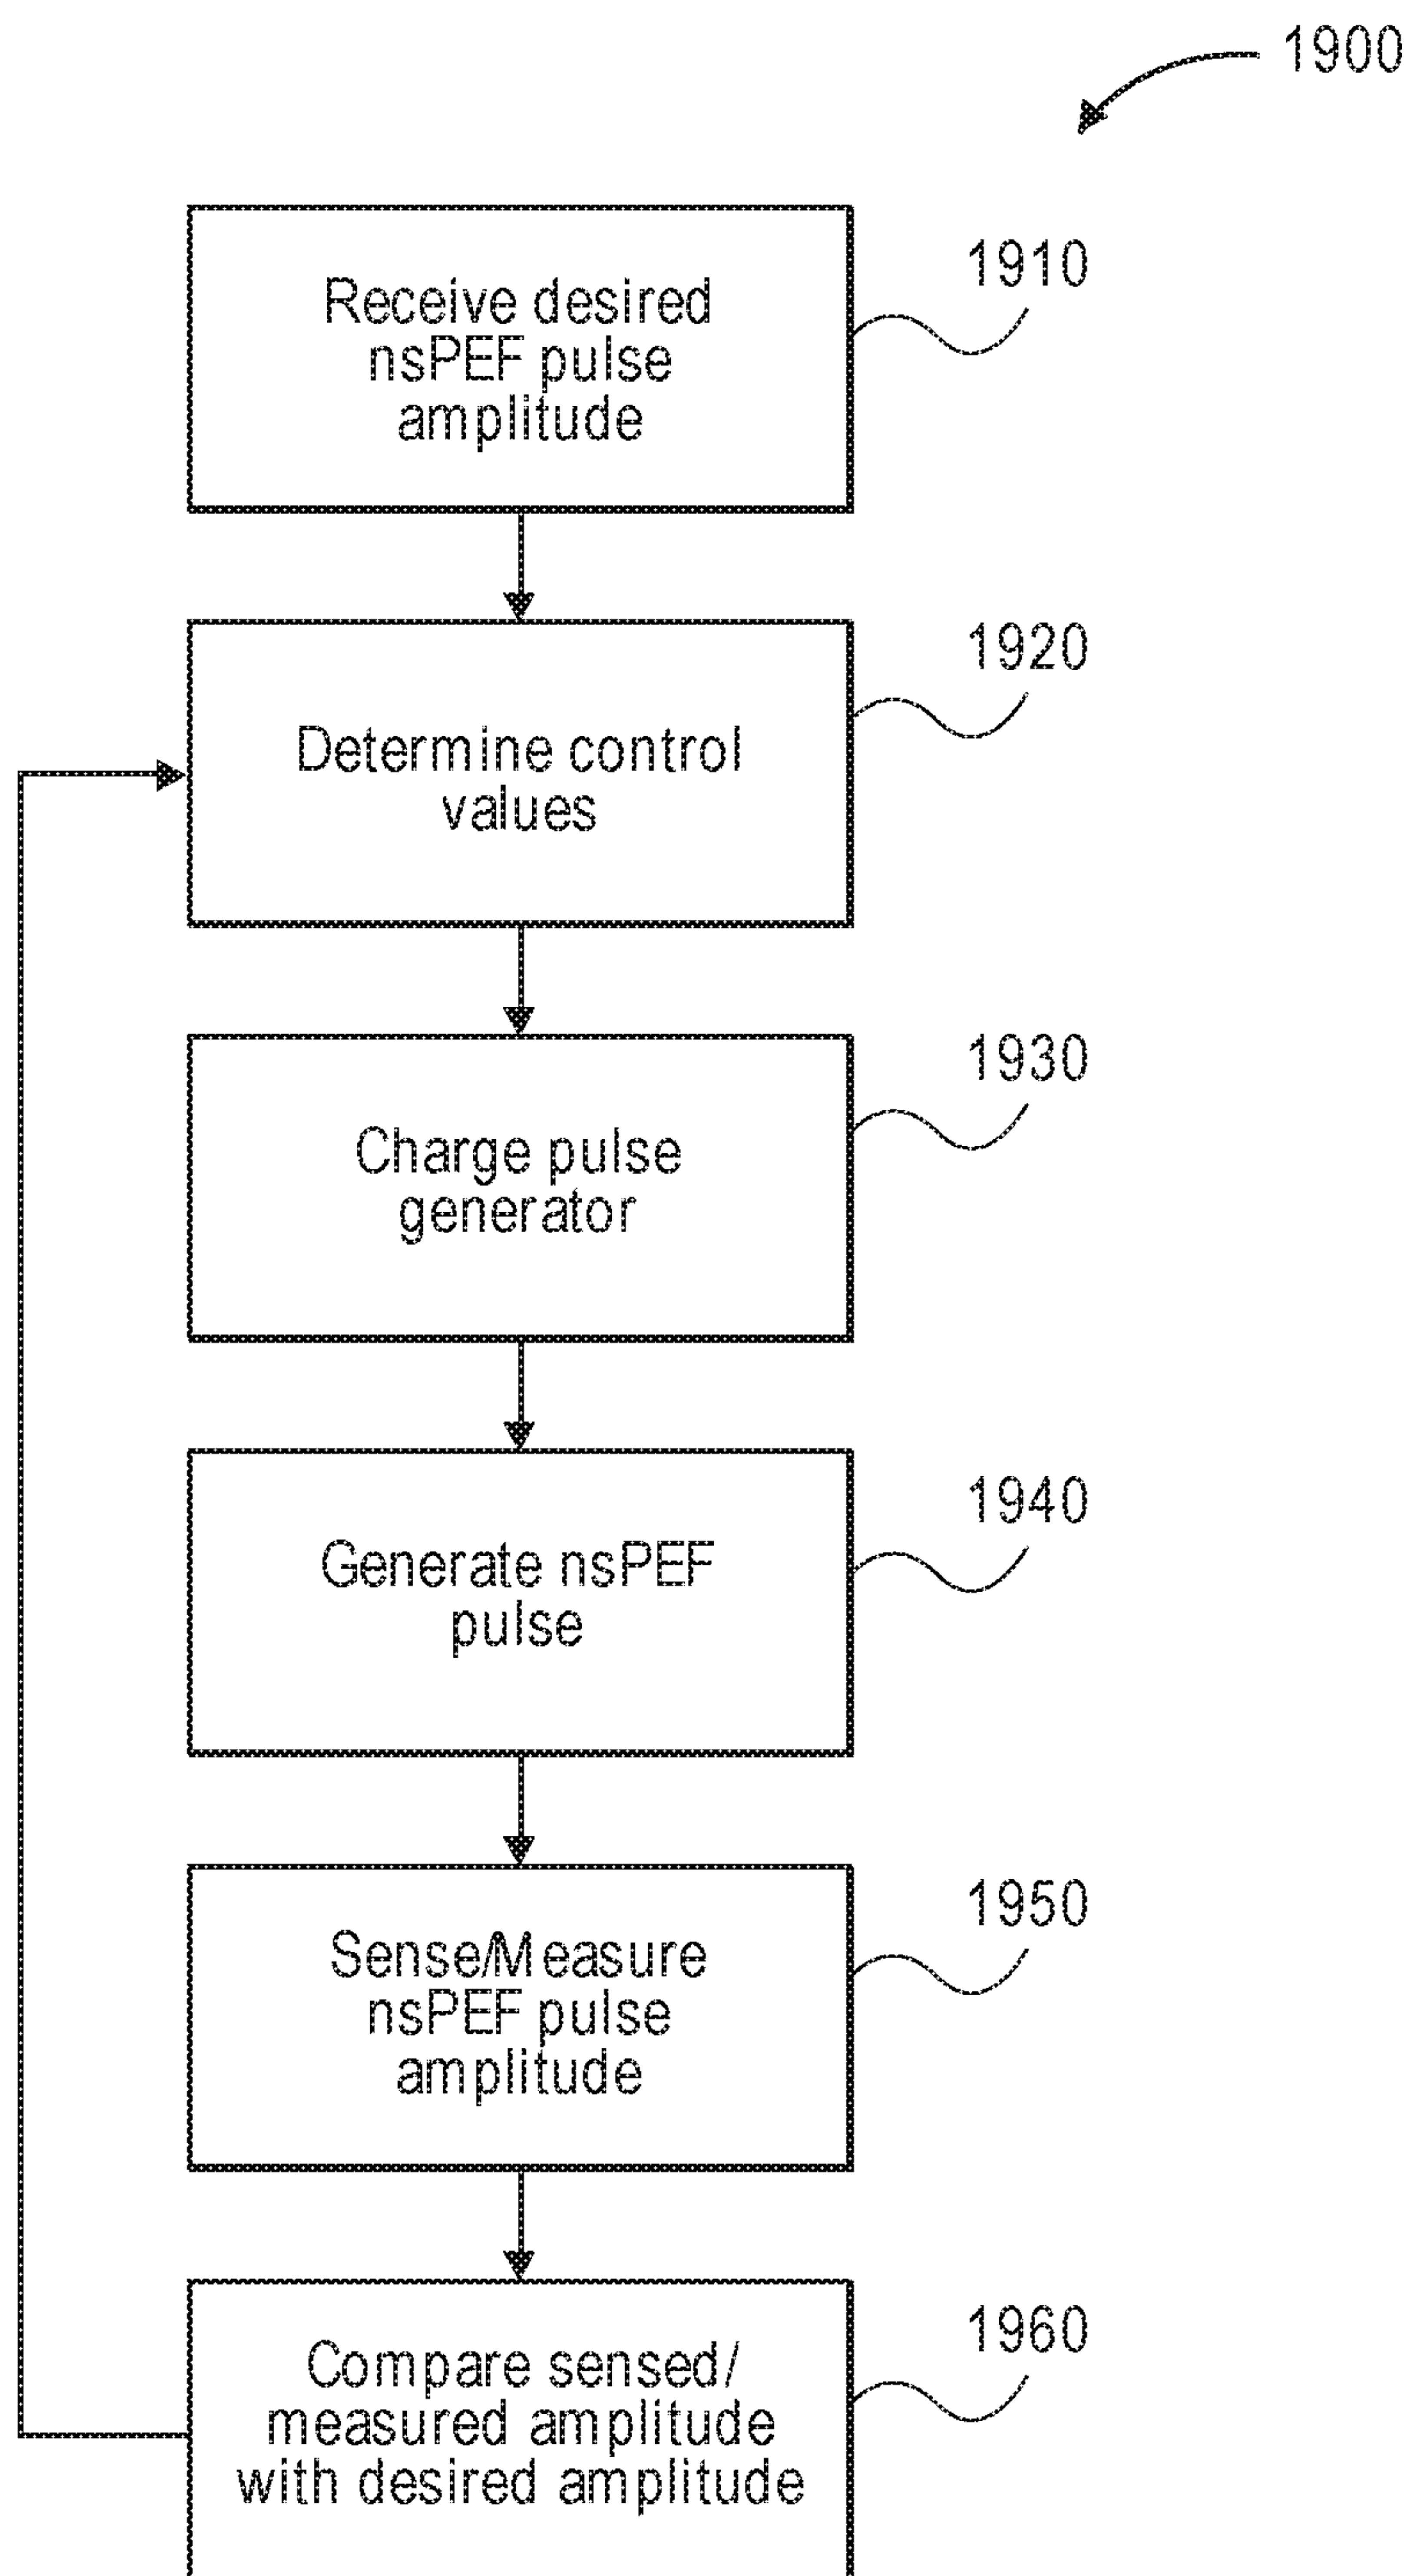 1900
Receive desired
nsPEF pulse
amplitude
1910
Determine control
values
1920
Charge pulse
generator
1930
Generate nsPEF
pulse
1940
Sense/Measure
nsPEF pulse
amplitude
1950
Compare sensed/
measured amplitude
with desired amplitude
1960